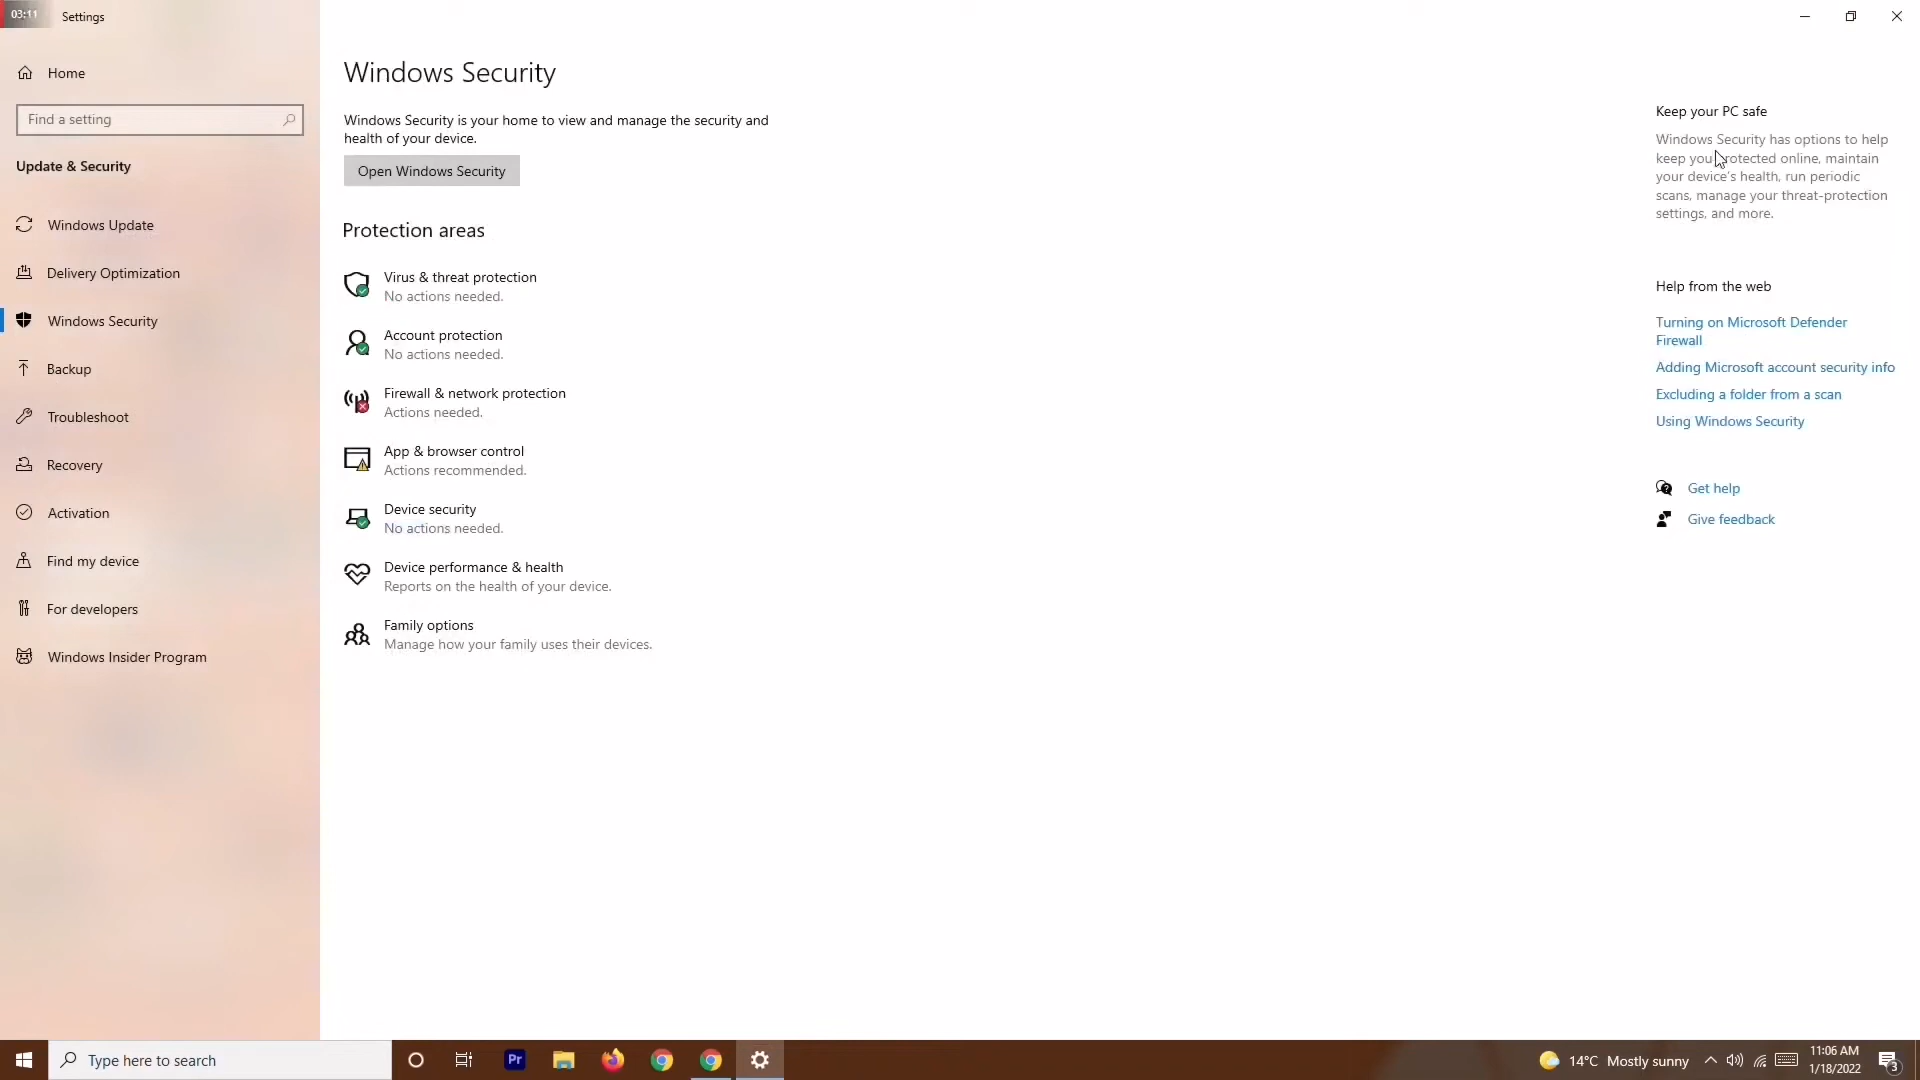 03:11
Settings
Home
Find a setting
Update & Security
Windows Update
Delivery Optimization
Windows Security
Backup
Troubleshoot
Recovery
Activation
Find my device
For developers
Windows Insider Program
Windows Security
Windows Security is your home to view and manage the security and
health of your device.
Open Windows Security
Protection areas
Virus & threat protection
No actions needed.
Account protection
No actions needed.
Firewall & network protection
Actions needed.
App & browser control
Actions recommended.
Device security
No actions needed.
Device performance & health
Reports on the health of your device.
Family options
Manage how your family uses their devices.
Keep your PC safe
Windows Security has options to help
keep you protected online, maintain
your device's health, run periodic
scans, manage your threat-protection
settings, and more.
Help from the web
Turning on Microsoft Defender
Firewall
Adding Microsoft account security info
Excluding a folder from a scan
Using Windows Security
Get help
Give feedback
Type here to search
Pr
14°C Mostly sunny
11:06 AM
1/18/2022
3